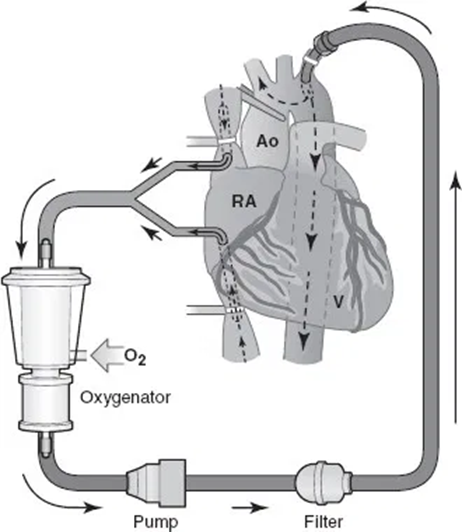 Ao
RA
V
O2
Oxygenator
Pump
Filter